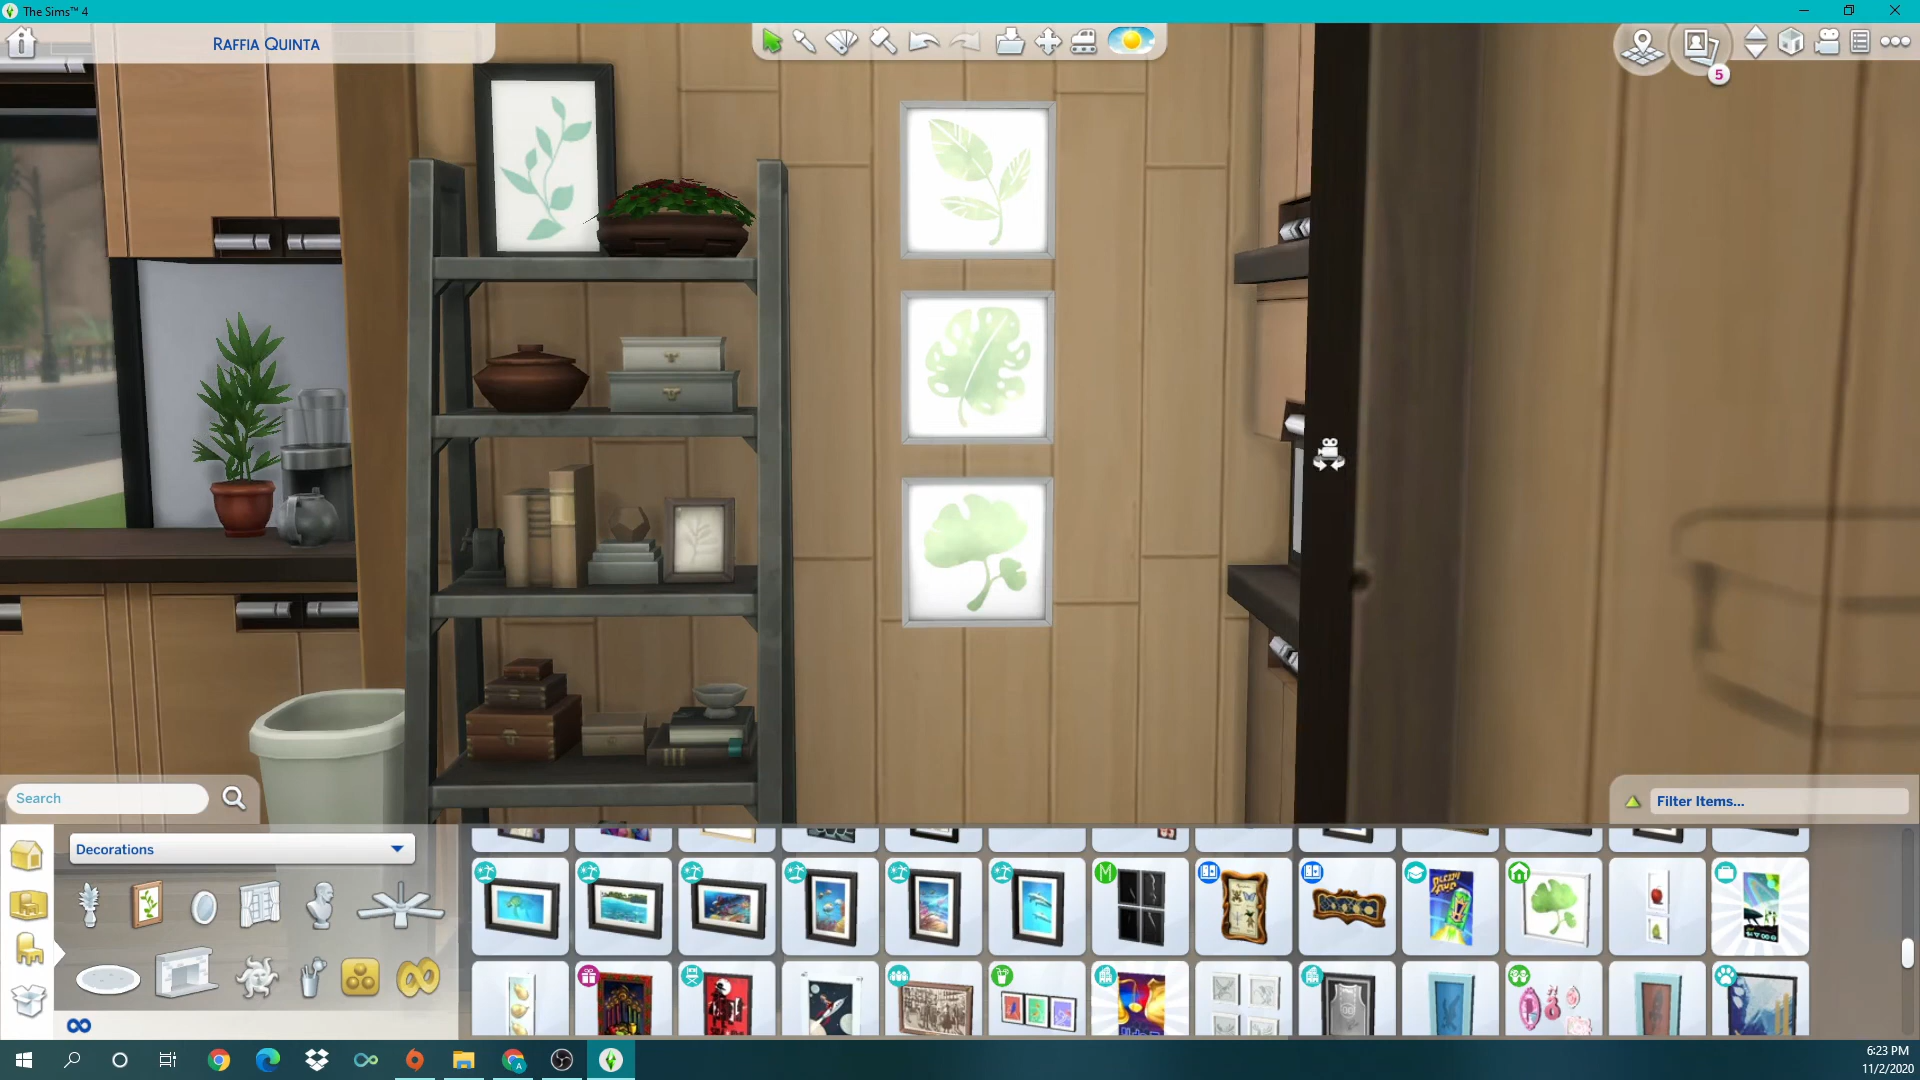 The Sims™ 4
RAFFIA QUINTA
5
Search
Filter Items...
Decorations
6:23 PM
11/2/2020